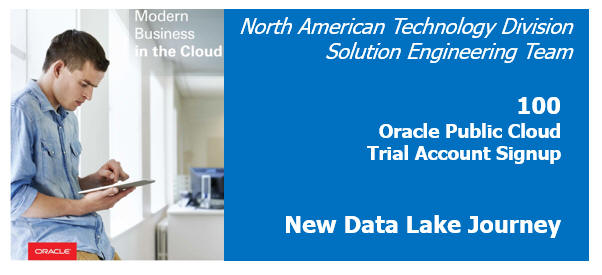 Modern
Business
in the Cloud
ORACLE
North American Technology Division
Solution Engineering Team
100
Oracle Public Cloud
Trial Account Signup
New Data Lake Journey